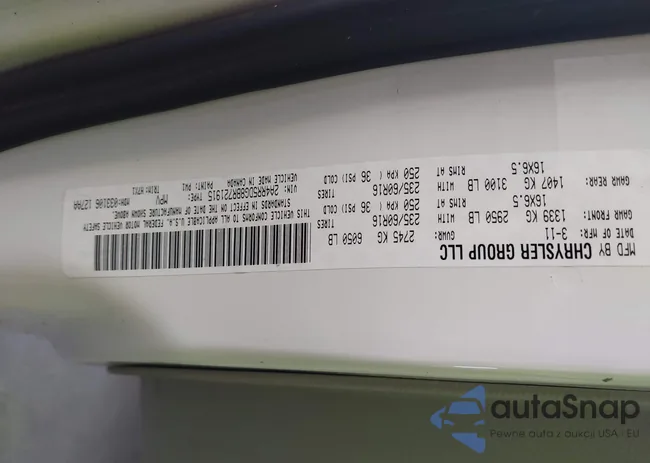 MFD BY CHRYSLER GROUP LLC
DATE OF MFR: 3-11 GVWR: 2745 KG 6050 LB
GAWR FRONT: 1339 KG 2950 LB WITH 235/60R16 TIRES
16X6.5 RIMS AT 250 KPA ( 36 PSI ) COLD
GAWR REAR: 1407 KG 3100 LB WITH 235/60R16 TIRES
16X6.5 RIMS AT 250 KPA ( 36 PSI ) COLD
THIS VEHICLE CONFORMS TO ALL APPLICABLE U.S.A. FEDERAL MOTOR VEHICLE SAFETY
STANDARDS IN EFFECT ON THE DATE OF MANUFACTURE SHOWN ABOVE.
VIN: TYPE: MPV
VEHICLE MADE IN CANADA PAINT: PW1 TRIM: H7X1
autaSnap
Pewne auta z aukcji USA - EU